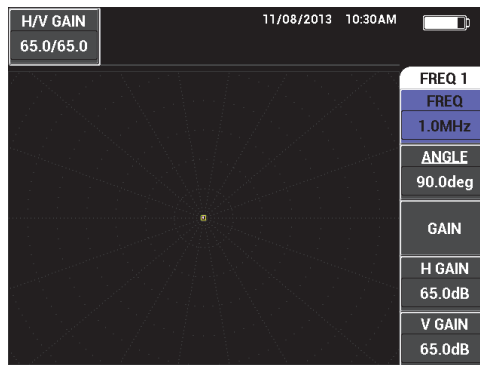 H/V GAIN
65.0/65.0
11/08/2013 10:30AM
FREQ 1
FREQ
1.0MHz
ANGLE
90.0deg
GAIN
H GAIN
65.0dB
V GAIN
65.0dB